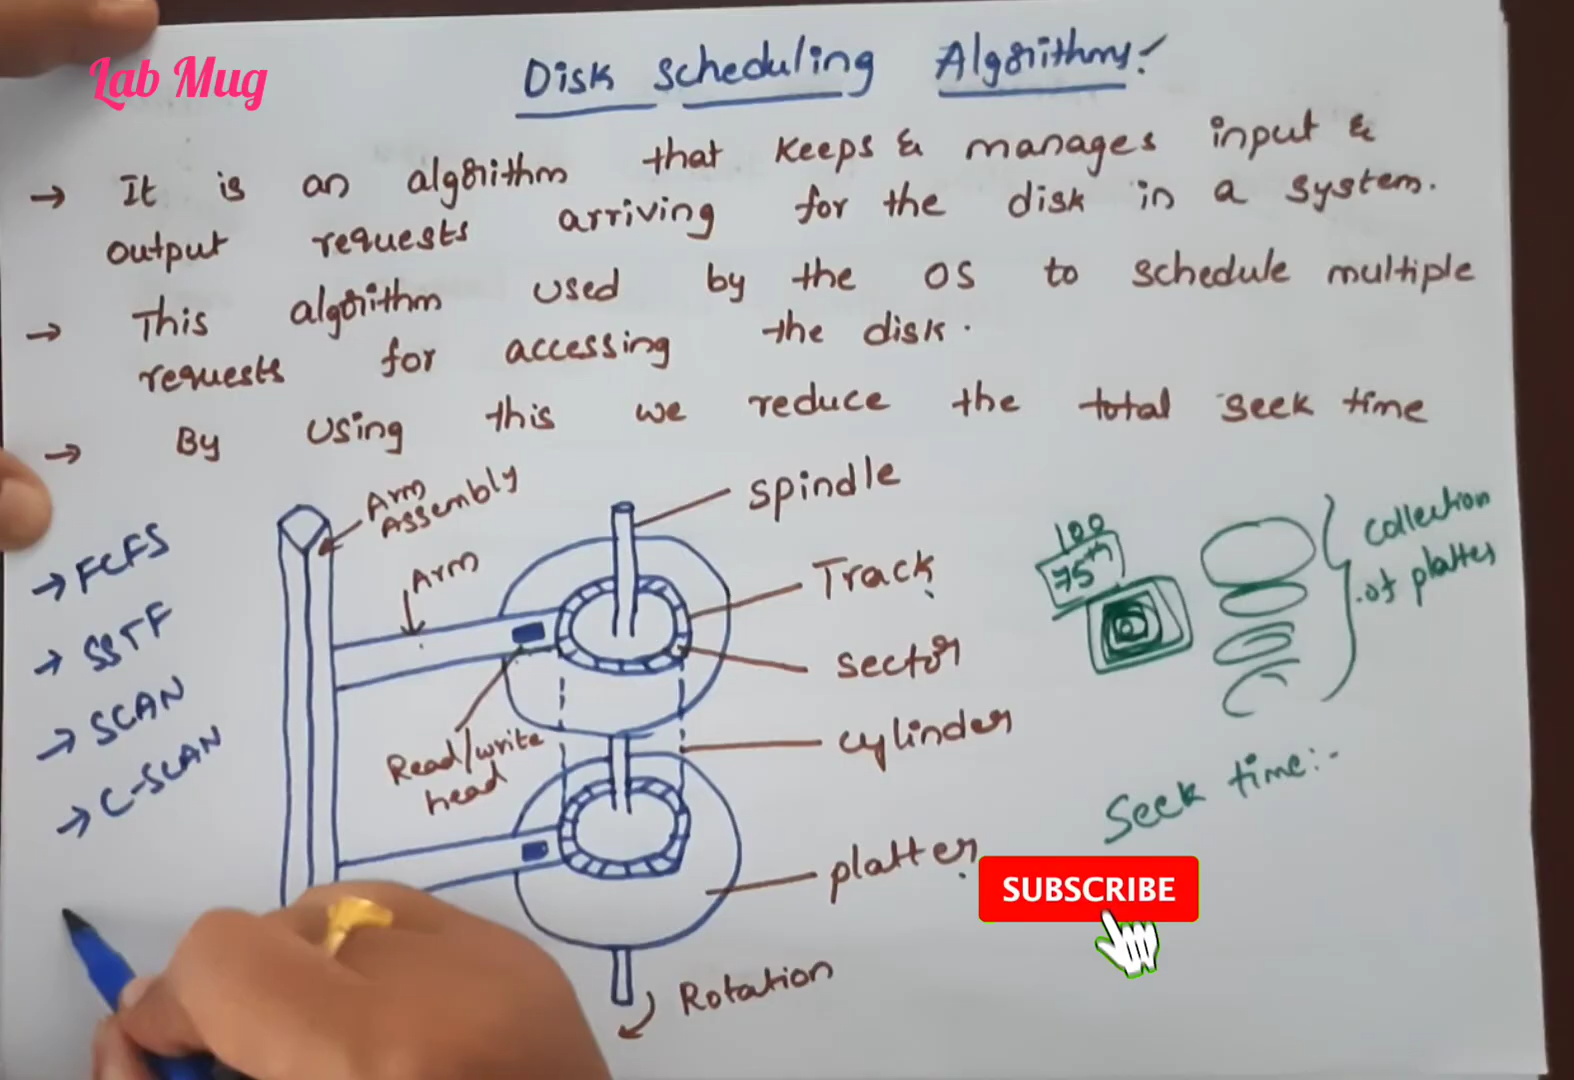 Lab Mug
Disk Scheduling Algorithms:
→ It is an algorithm that keeps & manages input &
output requests arriving for the disk in a system.
→ This algorithm used by the OS to schedule multiple
requests for accessing the disk.
→ By using this we reduce the total seek time
Arm
Assembly
spindle
→ FCFS
Arm
Track
100
75th
collection
of plattes
→ SSTF
sector
→ SCAN
Read/write
head
cylinder
→ C-SCAN
Seek time:-
platter
SUBSCRIBE
Rotation